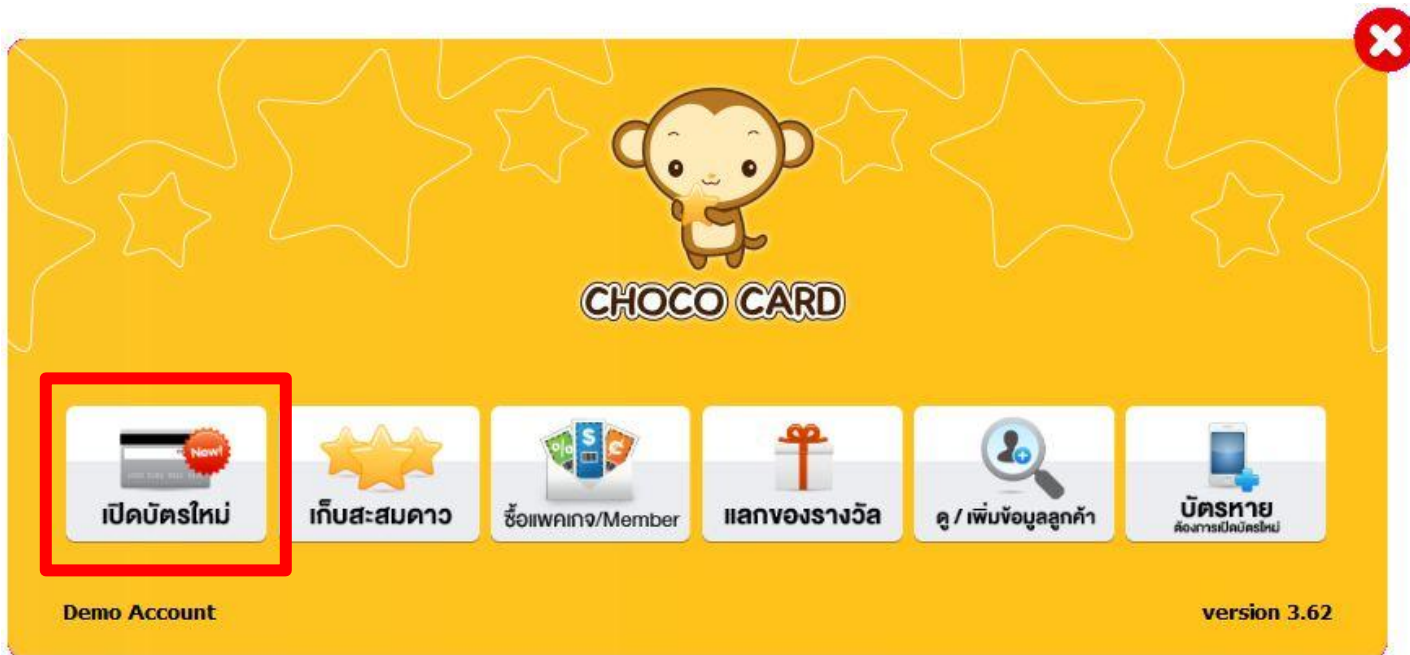 CHOCO CARD
New!
เปิดบัตรใหม่
เก็บสะสมดาว
ซื้อแพคเกจ/Member
แลกของรางวัล
ดู / เพิ่มข้อมูลลูกค้า
บัตรหาย
ต้องการเปิดบัตรใหม่
Demo Account
version 3.62